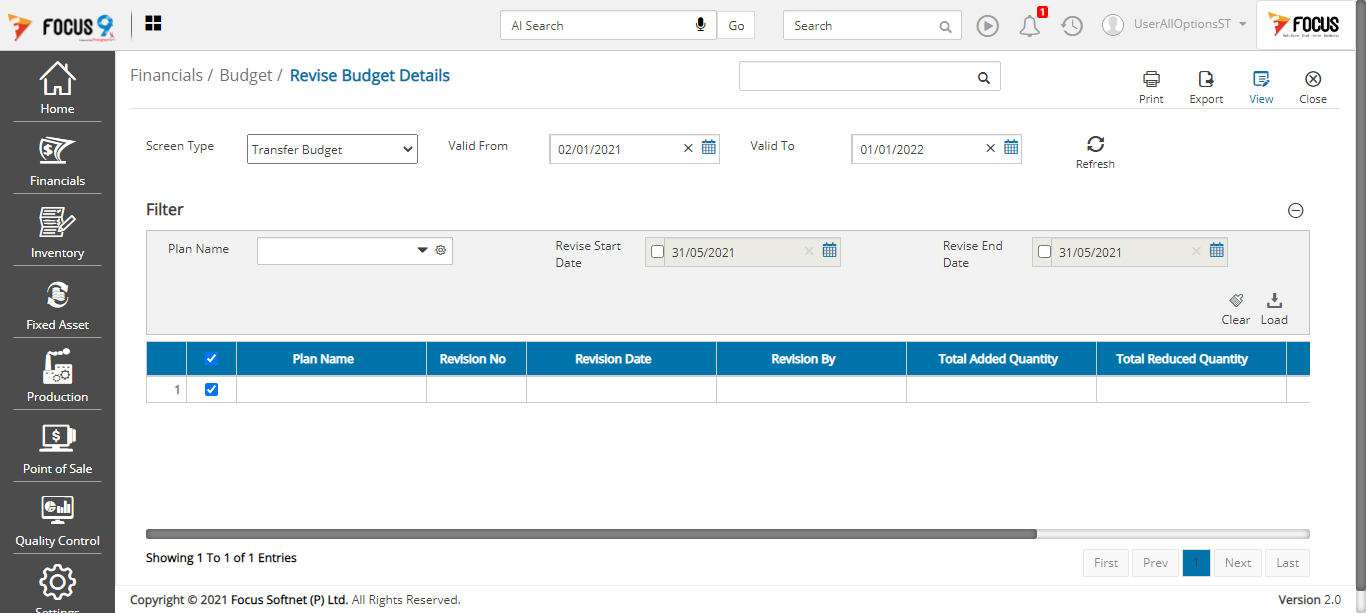 FOCUS 9
AI Search
Go
Search
1
UserAllOptionsST
FOCUS
Home
Financials
Inventory
Fixed Asset
Production
Point of Sale
Quality Control
Settings
Financials / Budget / Revise Budget Details
Print
Export
View
Close
Screen Type
Transfer Budget
Valid From
02/01/2021
Valid To
01/01/2022
Refresh
Filter
Plan Name
Revise Start
Date
31/05/2021
Revise End
Date
31/05/2021
Clear
Load
Plan Name Revision No Revision Date Revision By Total Added Quantity Total Reduced Quantity
1
Showing 1 To 1 of 1 Entries
First Prev 1 Next Last
Copyright © 2021 Focus Softnet (P) Ltd. All Rights Reserved.
Version 2.0